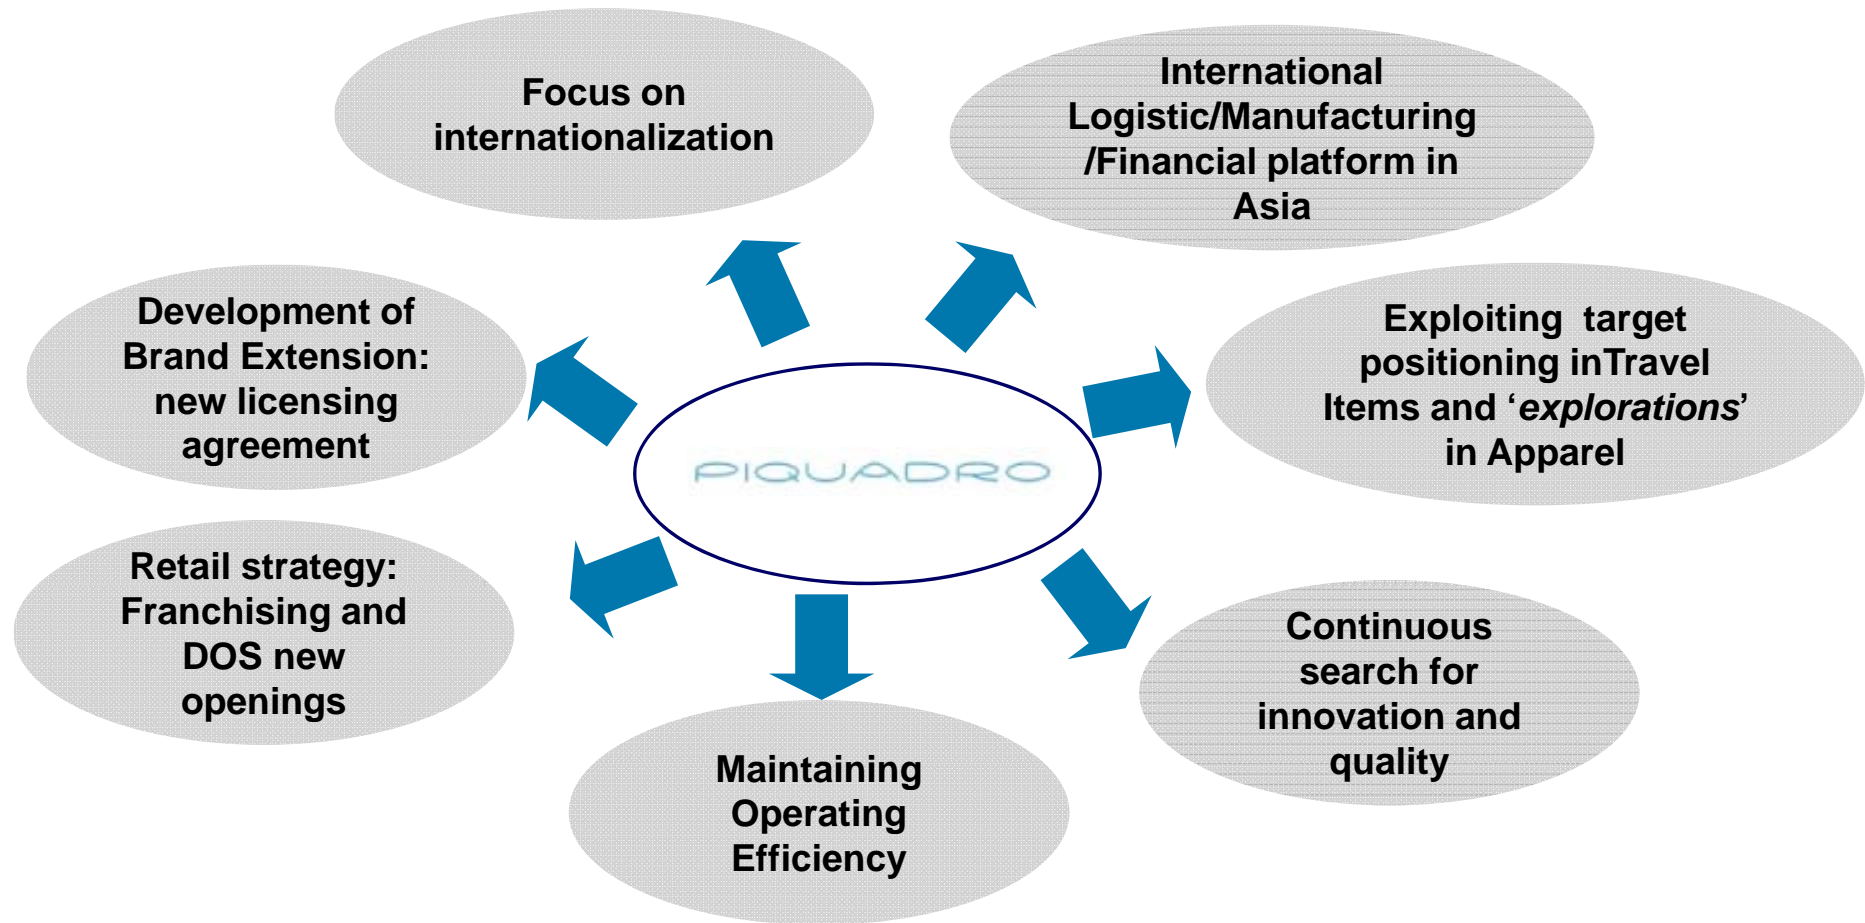 Focus on
internationalization
International
Logistic/Manufacturing
/Financial platform in
Asia
Development of
Brand Extension:
new licensing
agreement
Exploiting target
positioning inTravel
Items and ‘explorations’
in Apparel
PIQUADRO
Retail strategy:
Franchising and
DOS new
openings
Continuous
search for
innovation and
quality
Maintaining
Operating
Efficiency